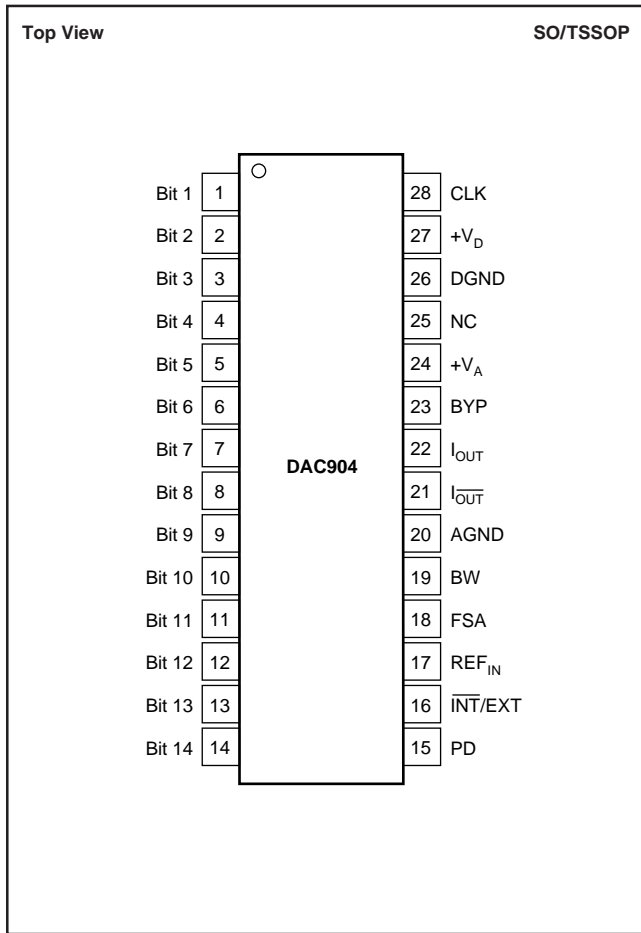 Top View SO/TSSOP
Bit 1 1 28 CLK
Bit 2 2 27 +V_D
Bit 3 3 26 DGND
Bit 4 4 25 NC
Bit 5 5 24 +V_A
Bit 6 6 23 BYP
Bit 7 7 22 I_OUT
DAC904
Bit 8 8 21 I_O̅U̅T̅
Bit 9 9 20 AGND
Bit 10 10 19 BW
Bit 11 11 18 FSA
Bit 12 12 17 REF_IN
Bit 13 13 16 I̅N̅T̅/EXT
Bit 14 14 15 PD